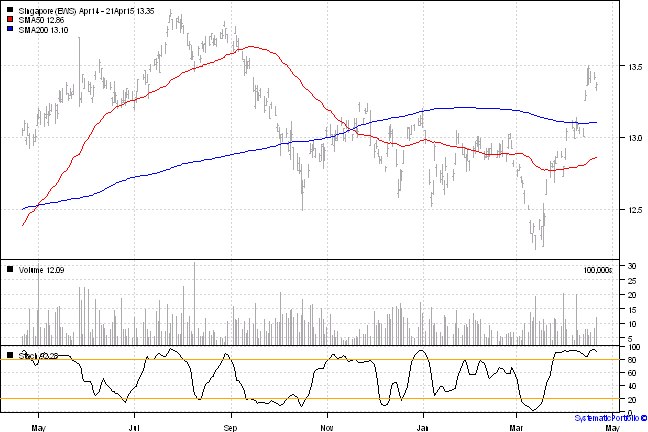 Singapore (EWS) Apr14 - 21Apr15 13.35
SMA50 12.86
SMA200 13.10
13.5
13.0
12.5
Volume 12.09
100,000s
30
25
20
15
10
5
100
80
60
40
20
0
May
Jul
Sep
Nov
Jan
Mar
May
SystematicPortfolio ©